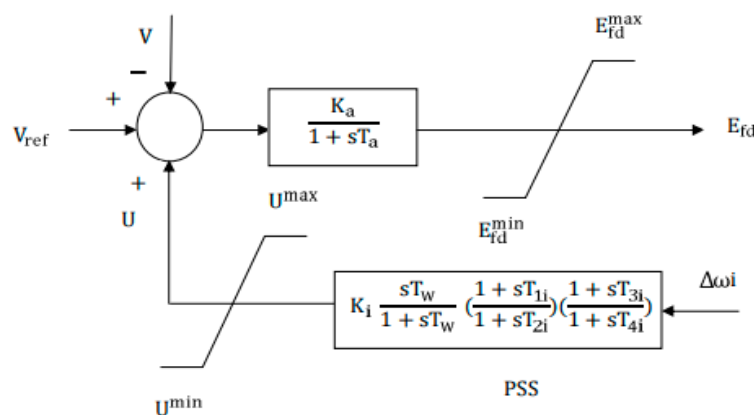 V
−
+
V_ref
K_a / (1 + sT_a)
E_fd^max
E_fd
E_fd^min
+
U
U^max
U^min
K_i sT_W / (1 + sT_W) ((1 + sT_1i) / (1 + sT_2i)) ((1 + sT_3i) / (1 + sT_4i))
Δωi
PSS